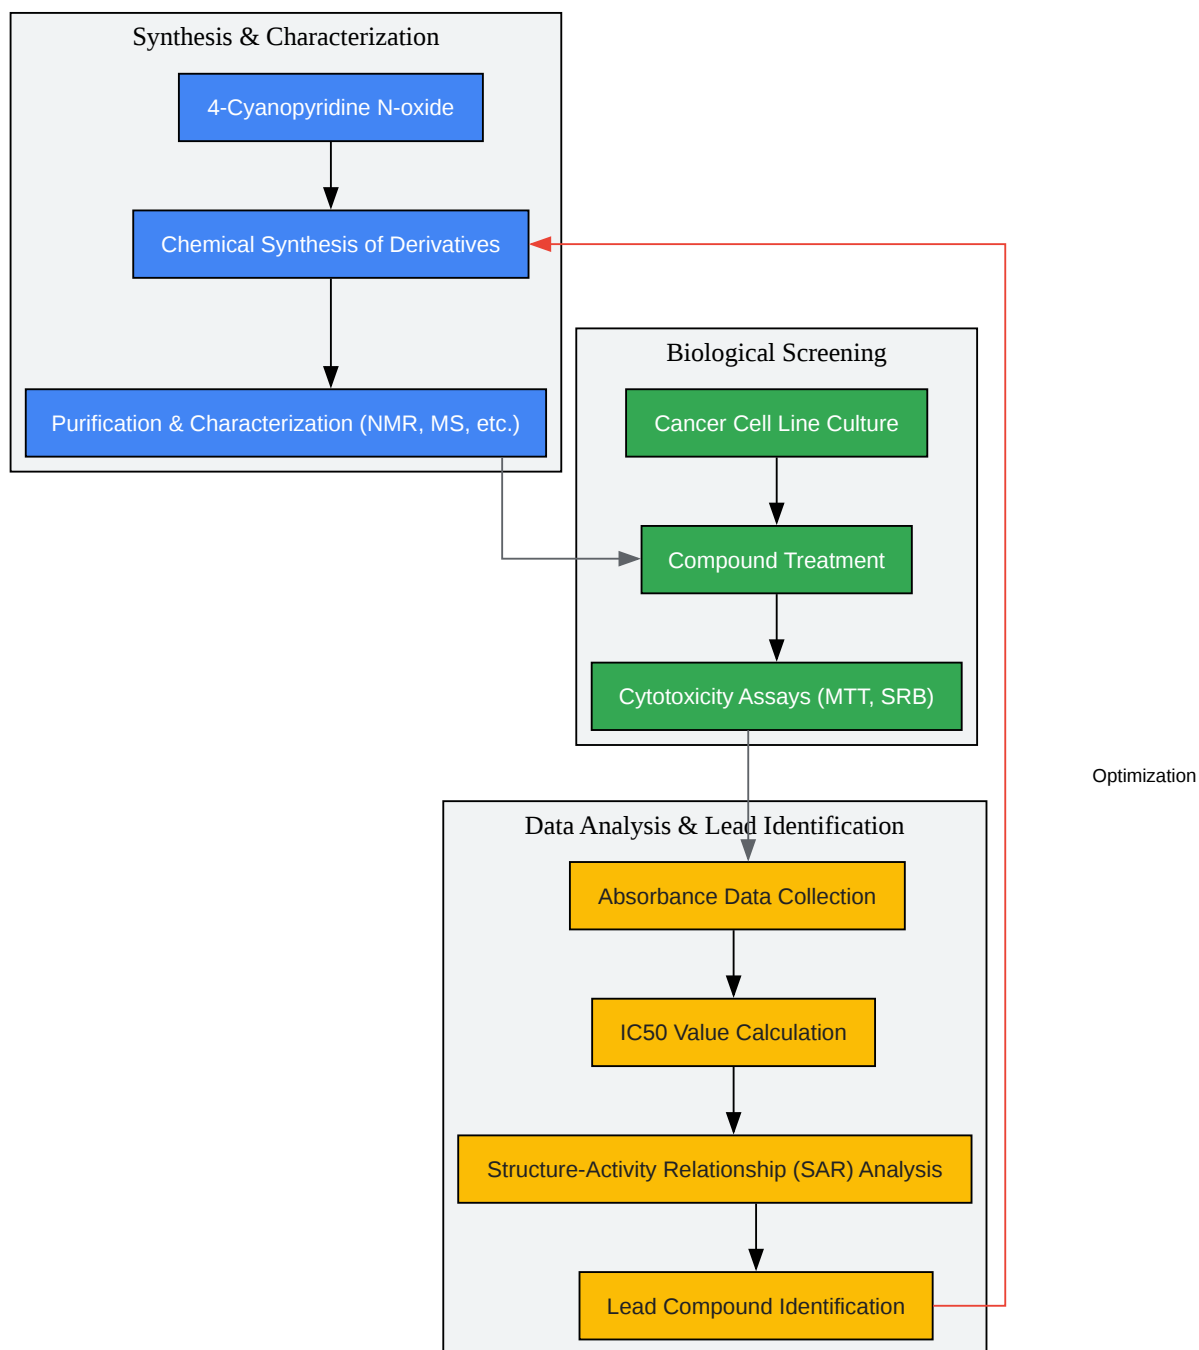 Synthesis & Characterization
4-Cyanopyridine N-oxide
Chemical Synthesis of Derivatives
Purification & Characterization (NMR, MS, etc.)
Biological Screening
Cancer Cell Line Culture
Compound Treatment
Cytotoxicity Assays (MTT, SRB)
Optimization
Data Analysis & Lead Identification
Absorbance Data Collection
IC50 Value Calculation
Structure-Activity Relationship (SAR) Analysis
Lead Compound Identification